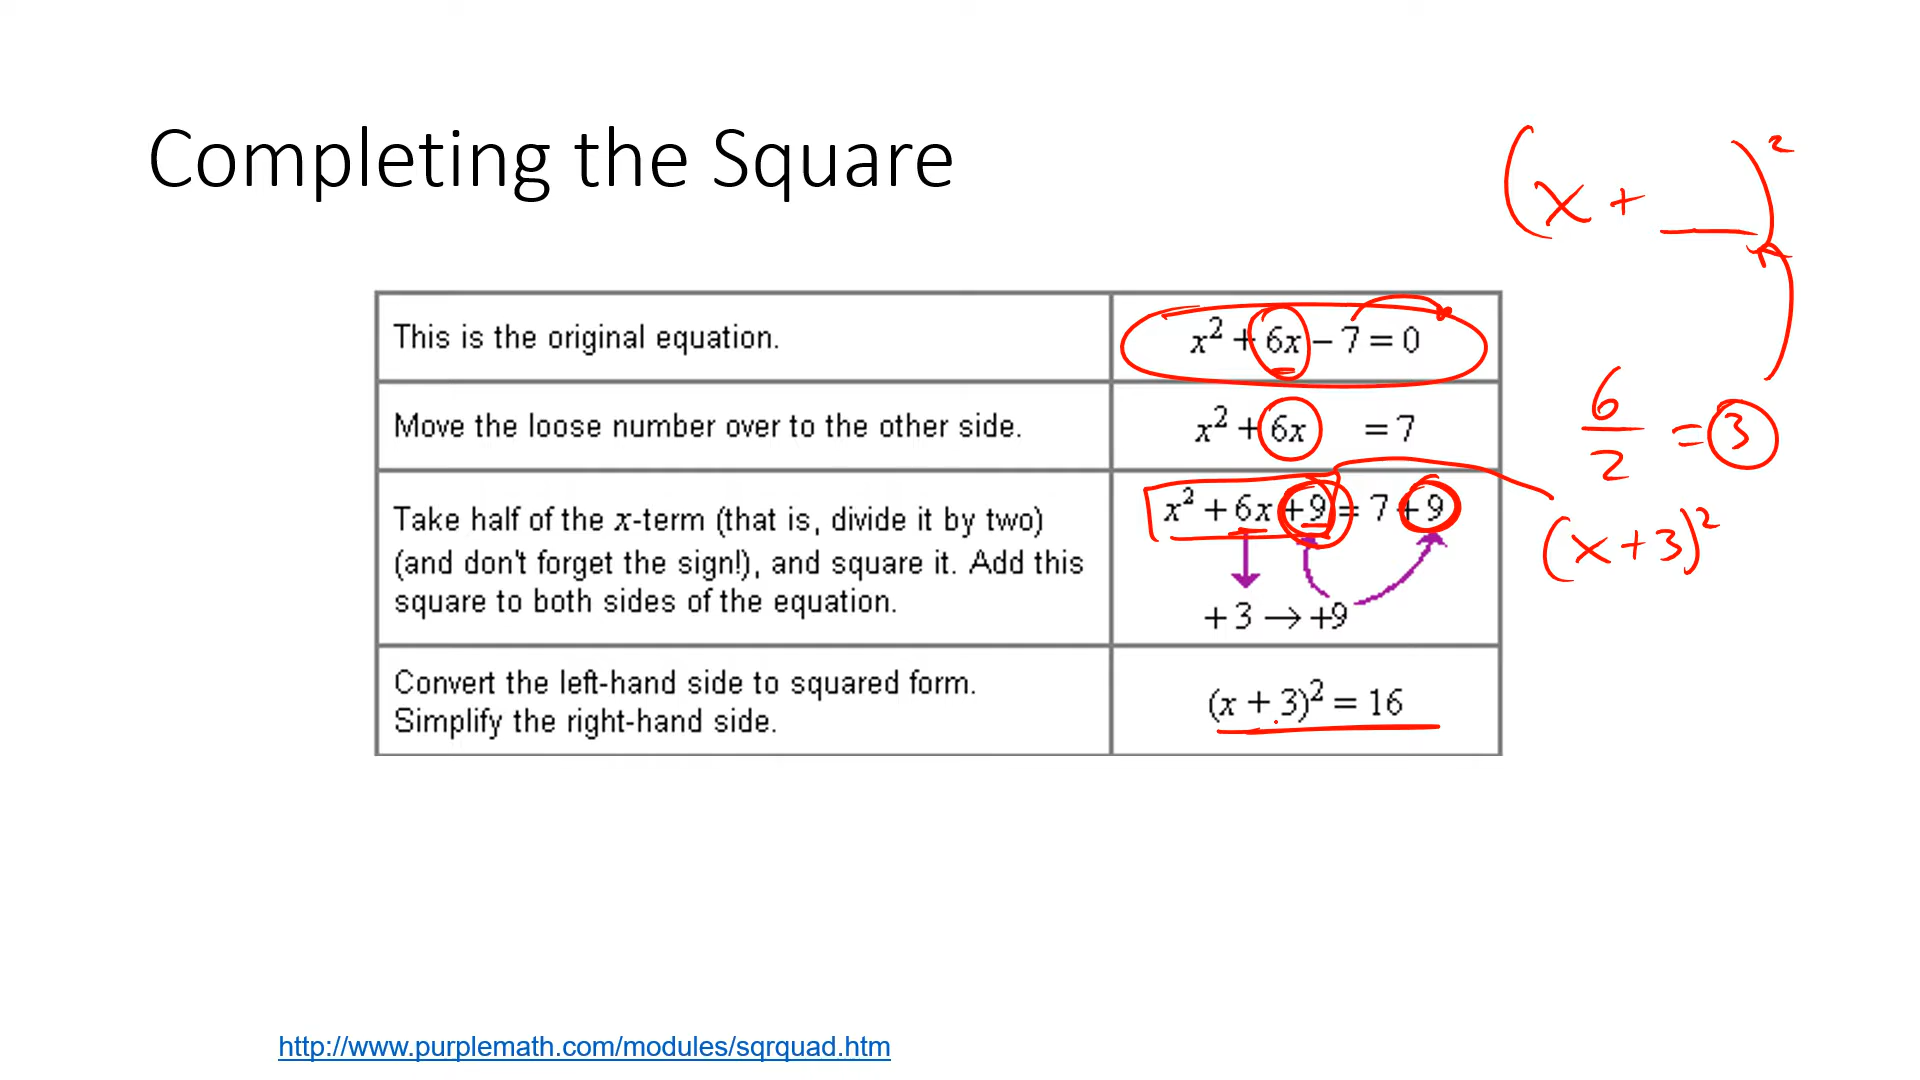 Completing the Square
(x + __)²
This is the original equation.
x² + 6x − 7 = 0
Move the loose number over to the other side.
x² + 6x = 7
6/2 = 3
Take half of the x-term (that is, divide it by two)
(and don't forget the sign!), and square it. Add this
square to both sides of the equation.
x² + 6x + 9 = 7 + 9
+ 3 → +9
(x + 3)²
Convert the left-hand side to squared form.
Simplify the right-hand side.
(x + 3)² = 16
http://www.purplemath.com/modules/sqrquad.htm